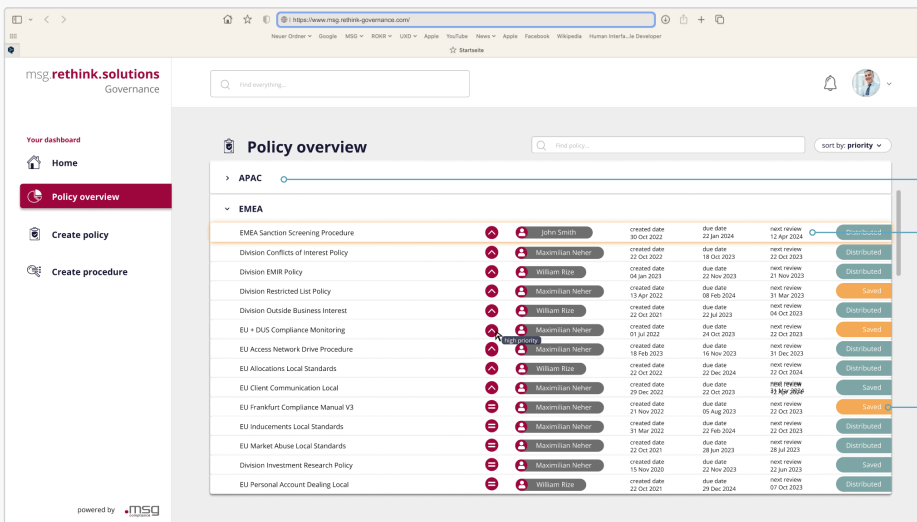 https://www.msg.rethink-governance.com/
Neuer Ordner Google MSG ROKR UXD Apple YouTube News Apple Facebook Wikipedia Human Interfa...le Developer
Startseite
msg.rethink.solutions
Governance
Find everything...
Your dashboard
Home
Policy overview
Create policy
Create procedure
Policy overview
Find policy...
sort by: priority
APAC
EMEA
EMEA Sanction Screening Procedure John Smith created date 30 Oct 2022 due date 22 Jan 2024 next review 12 Apr 2024 Distributed
Division Conflicts of Interest Policy Maximilian Neher created date 22 Oct 2022 due date 18 Oct 2023 next review 22 Oct 2023 Distributed
Division EMIR Policy William Rize created date 04 Jan 2023 due date 22 Nov 2023 next review 21 Nov 2023 Distributed
Division Restricted List Policy Maximilian Neher created date 13 Apr 2022 due date 08 Feb 2024 next review 31 Mar 2023 Saved
Division Outside Business Interest William Rize created date 22 Oct 2021 due date 22 Jul 2023 next review 04 Oct 2023 Distributed
EU + DUS Compliance Monitoring Maximilian Neher created date 01 Jul 2022 due date 24 Oct 2023 next review 22 Oct 2023 Saved
high priority
EU Access Network Drive Procedure Maximilian Neher created date 18 Feb 2023 due date 16 Nov 2023 next review 31 Dec 2023 Distributed
EU Allocations Local Standards William Rize created date 22 Oct 2022 due date 22 Dec 2024 next review 22 Oct 2024 Distributed
EU Client Communication Local Maximilian Neher created date 29 Dec 2022 due date 22 Oct 2023 next review Saved
EU Frankfurt Compliance Manual V3 Maximilian Neher created date 21 Nov 2022 due date 05 Aug 2023 next review 22 Oct 2023 Saved
EU Inducements Local Standards Maximilian Neher created date 31 Mar 2022 due date 22 Feb 2024 next review 22 Oct 2023 Distributed
EU Market Abuse Local Standards Maximilian Neher created date 22 Oct 2021 due date 28 Jun 2023 next review 28 Jul 2023 Distributed
Division Investment Research Policy Maximilian Neher created date 15 Nov 2020 due date 22 Nov 2023 next review 22 Jun 2023 Saved
EU Personal Account Dealing Local William Rize created date 22 Oct 2021 due date 29 Dec 2024 next review 07 Oct 2023 Distributed
powered by .msg
compliance